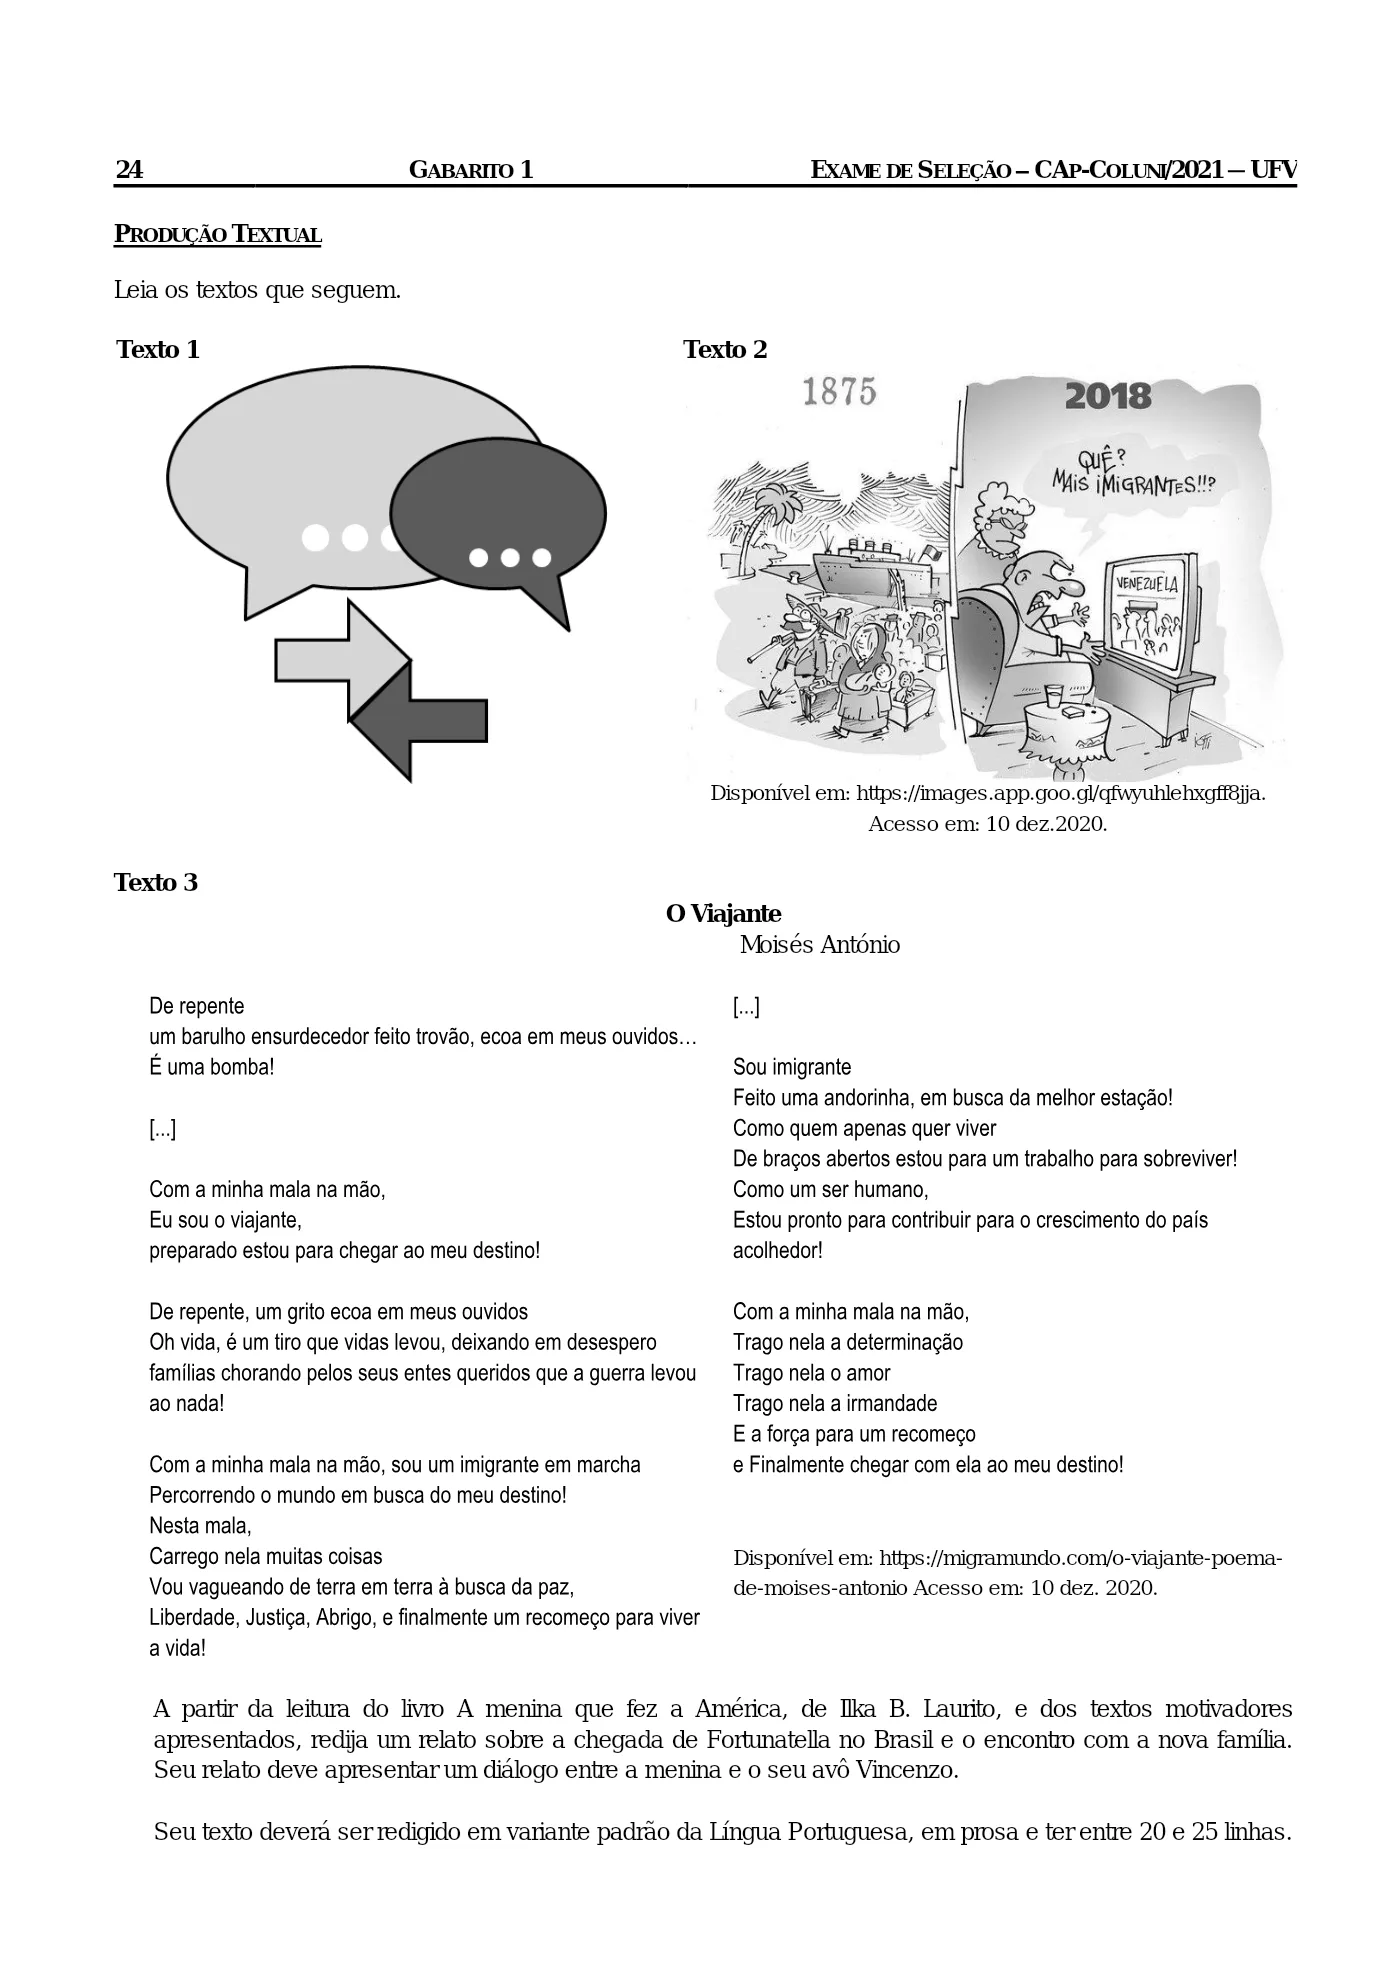 24 GABARITO 1 EXAME DE SELEÇÃO – CAP-COLUNI/2021 — UFV
PRODUÇÃO TEXTUAL
Leia os textos que seguem.
Texto 1
Texto 2
1875
2018
QUÊ?
MAIS IMIGRANTES!!?
VENEZUELA
Disponível em: https://images.app.goo.gl/qfwyuhlehxgff8jja.
Acesso em: 10 dez.2020.
Texto 3
O Viajante
Moisés António
De repente
um barulho ensurdecedor feito trovão, ecoa em meus ouvidos…
É uma bomba!
[...]
Com a minha mala na mão,
Eu sou o viajante,
preparado estou para chegar ao meu destino!
De repente, um grito ecoa em meus ouvidos
Oh vida, é um tiro que vidas levou, deixando em desespero
famílias chorando pelos seus entes queridos que a guerra levou
ao nada!
Com a minha mala na mão, sou um imigrante em marcha
Percorrendo o mundo em busca do meu destino!
Nesta mala,
Carrego nela muitas coisas
Vou vagueando de terra em terra à busca da paz,
Liberdade, Justiça, Abrigo, e finalmente um recomeço para viver
a vida!
[...]
Sou imigrante
Feito uma andorinha, em busca da melhor estação!
Como quem apenas quer viver
De braços abertos estou para um trabalho para sobreviver!
Como um ser humano,
Estou pronto para contribuir para o crescimento do país
acolhedor!
Com a minha mala na mão,
Trago nela a determinação
Trago nela o amor
Trago nela a irmandade
E a força para um recomeço
e Finalmente chegar com ela ao meu destino!
Disponível em: https://migramundo.com/o-viajante-poema-
de-moises-antonio Acesso em: 10 dez. 2020.
A partir da leitura do livro A menina que fez a América, de Ilka B. Laurito, e dos textos motivadores
apresentados, redija um relato sobre a chegada de Fortunatella no Brasil e o encontro com a nova família.
Seu relato deve apresentar um diálogo entre a menina e o seu avô Vincenzo.
Seu texto deverá ser redigido em variante padrão da Língua Portuguesa, em prosa e ter entre 20 e 25 linhas.